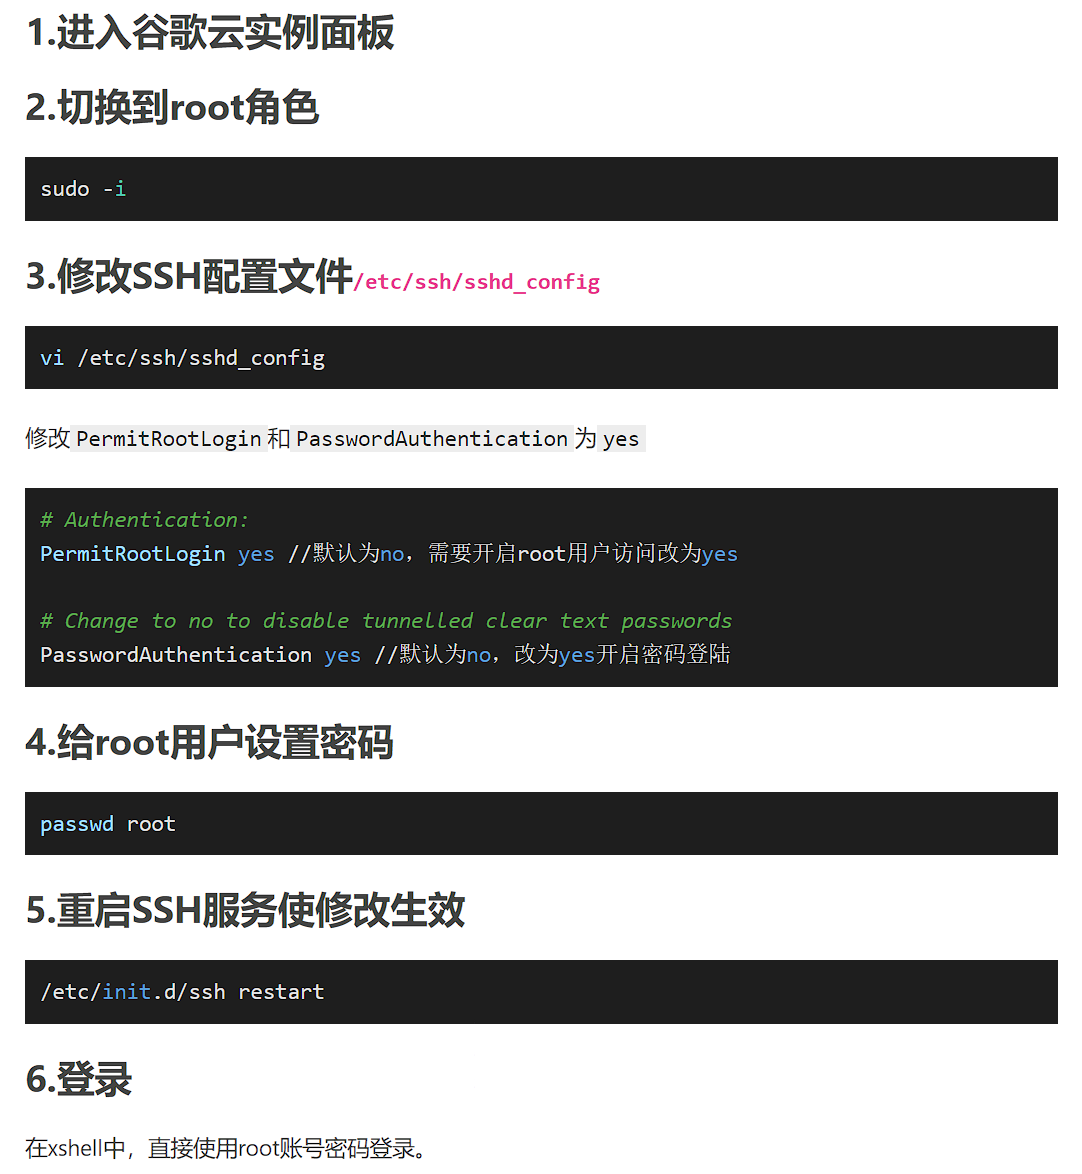 1.进入谷歌云实例面板
2.切换到root角色
sudo -i
3.修改SSH配置文件/etc/ssh/sshd_config
vi /etc/ssh/sshd_config
修改 PermitRootLogin 和 PasswordAuthentication 为 yes
# Authentication:
PermitRootLogin yes //默认为no，需要开启root用户访问改为yes
# Change to no to disable tunnelled clear text passwords
PasswordAuthentication yes //默认为no，改为yes开启密码登陆
4.给root用户设置密码
passwd root
5.重启SSH服务使修改生效
/etc/init.d/ssh restart
6.登录
在xshell中，直接使用root账号密码登录。